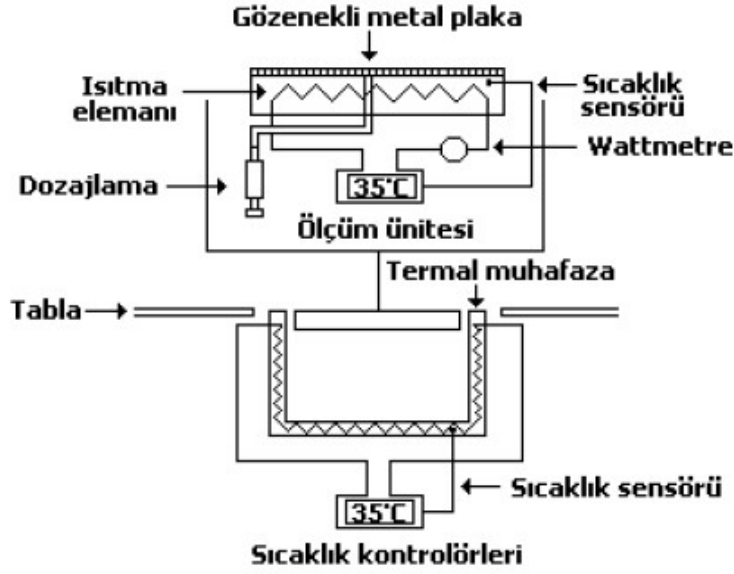 Gözenekli metal plaka
Isıtma
elemanı
Sıcaklık
sensörü
Wattmetre
Dozajlama
35°C
Ölçüm ünitesi
Termal muhafaza
Tabla
Sıcaklık sensörü
35°C
Sıcaklık kontrolörleri